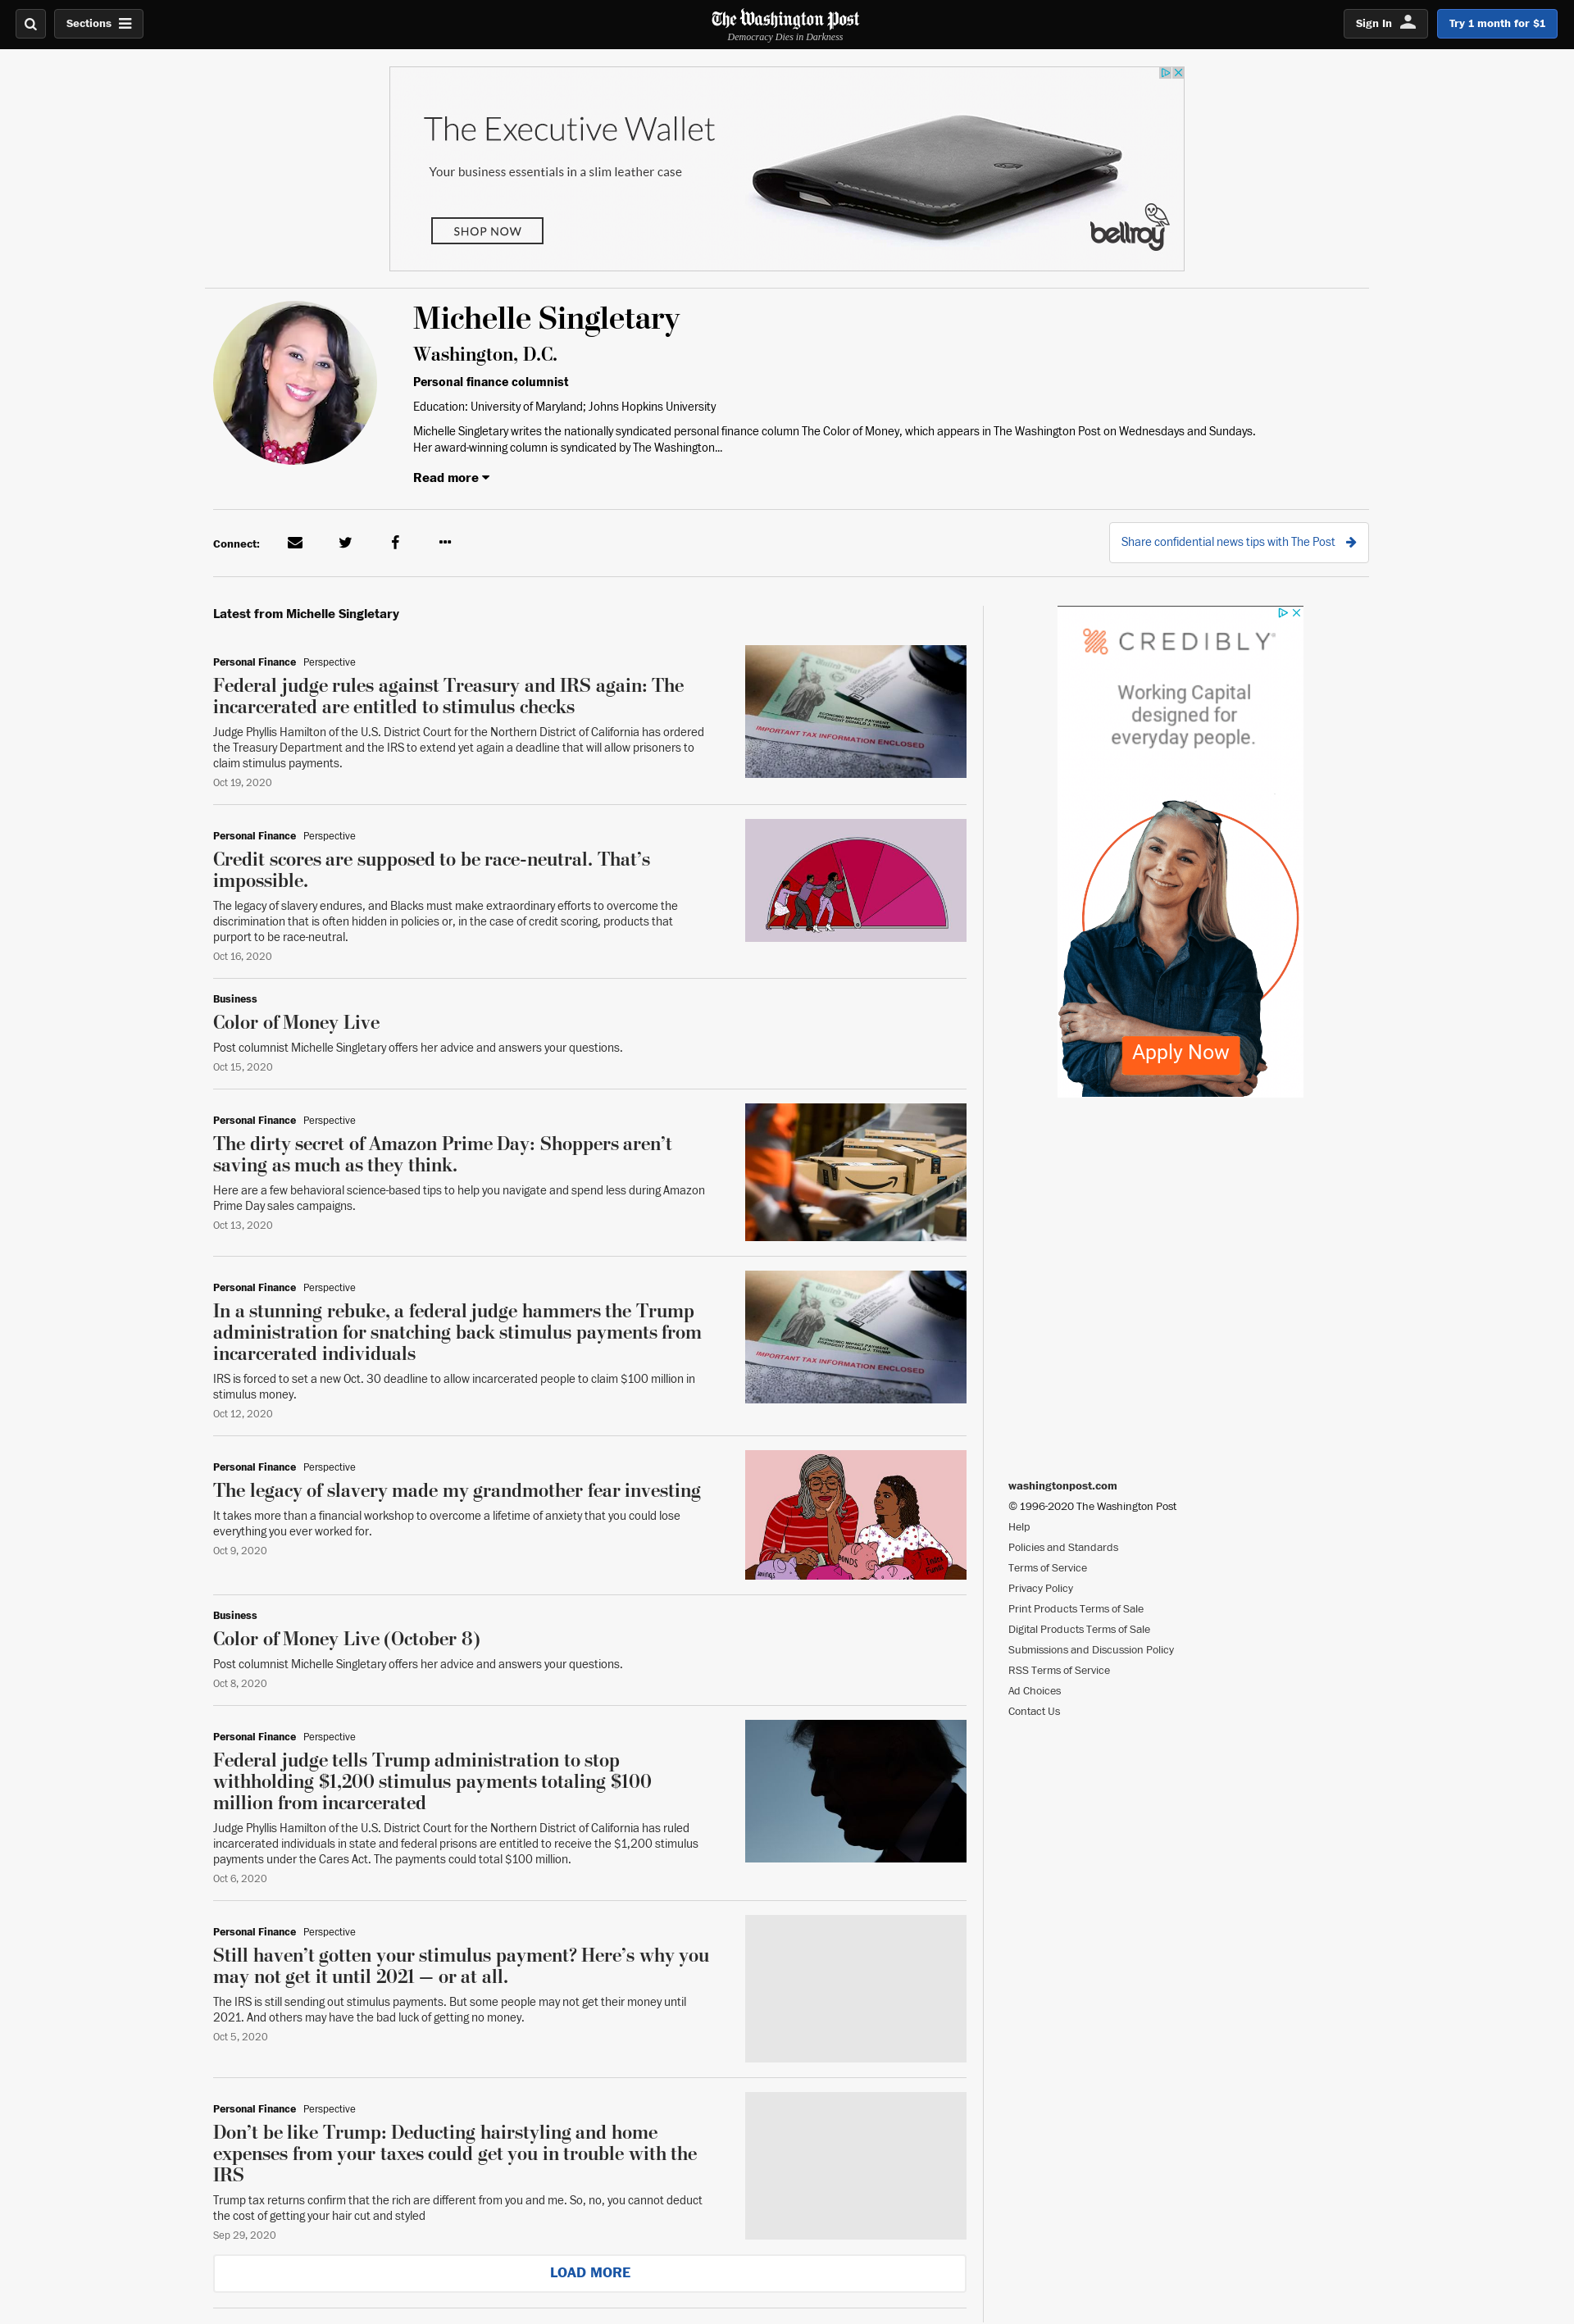 Sections
The Washington Post
Democracy Dies in Darkness
Sign In
Try 1 month for $1
The Executive Wallet
Your business essentials in a slim leather case
SHOP NOW
bellroy
Michelle Singletary
Washington, D.C.
Personal finance columnist
Education: University of Maryland; Johns Hopkins University
Michelle Singletary writes the nationally syndicated personal finance column The Color of Money, which appears in The Washington Post on Wednesdays and Sundays.
Her award-winning column is syndicated by The Washington...
Read more
Connect:
Share confidential news tips with The Post
Latest from Michelle Singletary
Personal Finance Perspective
Federal judge rules against Treasury and IRS again: The
incarcerated are entitled to stimulus checks
Judge Phyllis Hamilton of the U.S. District Court for the Northern District of California has ordered
the Treasury Department and the IRS to extend yet again a deadline that will allow prisoners to
claim stimulus payments.
Oct 19, 2020
ECONOMIC IMPACT PAYMENT
PRESIDENT DONALD J. TRUMP
IMPORTANT TAX INFORMATION ENCLOSED
Personal Finance Perspective
Credit scores are supposed to be race-neutral. That’s
impossible.
The legacy of slavery endures, and Blacks must make extraordinary efforts to overcome the
discrimination that is often hidden in policies or, in the case of credit scoring, products that
purport to be race-neutral.
Oct 16, 2020
Business
Color of Money Live
Post columnist Michelle Singletary offers her advice and answers your questions.
Oct 15, 2020
Personal Finance Perspective
The dirty secret of Amazon Prime Day: Shoppers aren’t
saving as much as they think.
Here are a few behavioral science-based tips to help you navigate and spend less during Amazon
Prime Day sales campaigns.
Oct 13, 2020
Personal Finance Perspective
In a stunning rebuke, a federal judge hammers the Trump
administration for snatching back stimulus payments from
incarcerated individuals
IRS is forced to set a new Oct. 30 deadline to allow incarcerated people to claim $100 million in
stimulus money.
Oct 12, 2020
ECONOMIC IMPACT PAYMENT
PRESIDENT DONALD J. TRUMP
IMPORTANT TAX INFORMATION ENCLOSED
Personal Finance Perspective
The legacy of slavery made my grandmother fear investing
It takes more than a financial workshop to overcome a lifetime of anxiety that you could lose
everything you ever worked for.
Oct 9, 2020
savings
BONDS
Index
Funds
Business
Color of Money Live (October 8)
Post columnist Michelle Singletary offers her advice and answers your questions.
Oct 8, 2020
Personal Finance Perspective
Federal judge tells Trump administration to stop
withholding $1,200 stimulus payments totaling $100
million from incarcerated
Judge Phyllis Hamilton of the U.S. District Court for the Northern District of California has ruled
incarcerated individuals in state and federal prisons are entitled to receive the $1,200 stimulus
payments under the Cares Act. The payments could total $100 million.
Oct 6, 2020
Personal Finance Perspective
Still haven’t gotten your stimulus payment? Here’s why you
may not get it until 2021 — or at all.
The IRS is still sending out stimulus payments. But some people may not get their money until
2021. And others may have the bad luck of getting no money.
Oct 5, 2020
Personal Finance Perspective
Don’t be like Trump: Deducting hairstyling and home
expenses from your taxes could get you in trouble with the
IRS
Trump tax returns confirm that the rich are different from you and me. So, no, you cannot deduct
the cost of getting your hair cut and styled
Sep 29, 2020
LOAD MORE
CREDIBLY®
Working Capital
designed for
everyday people.
Apply Now
washingtonpost.com
© 1996-2020 The Washington Post
Help
Policies and Standards
Terms of Service
Privacy Policy
Print Products Terms of Sale
Digital Products Terms of Sale
Submissions and Discussion Policy
RSS Terms of Service
Ad Choices
Contact Us